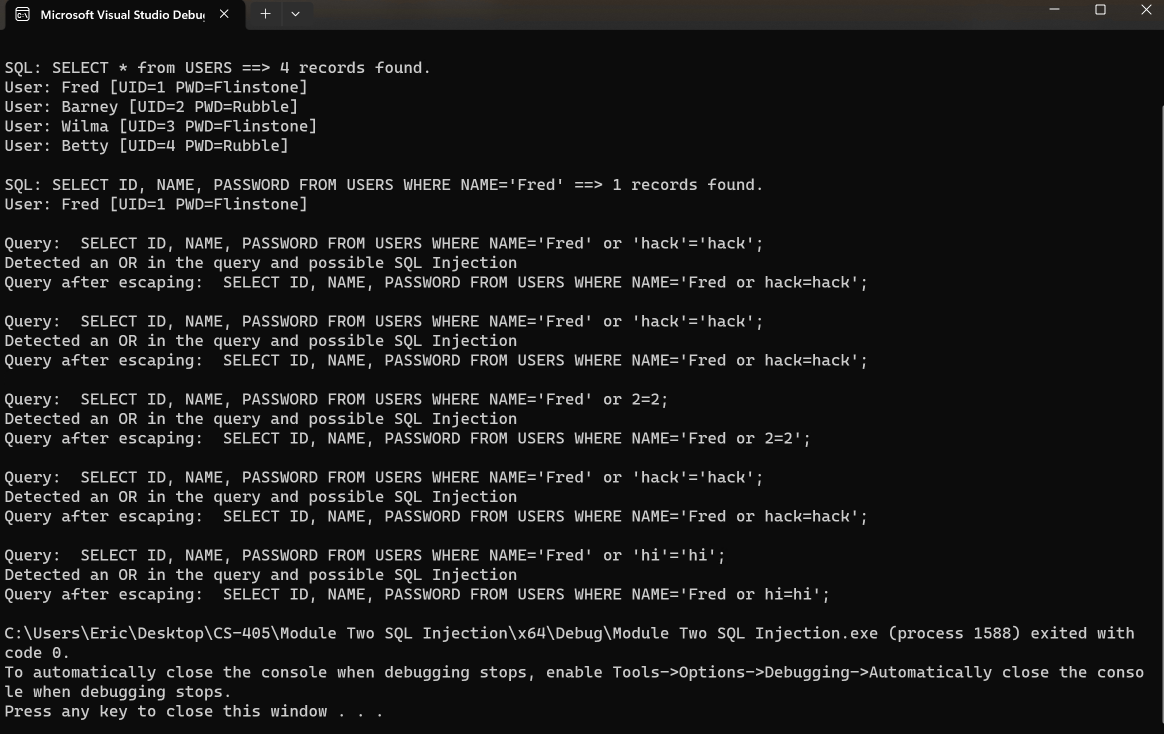 Microsoft Visual Studio Debu
SQL: SELECT * from USERS ==> 4 records found.
User: Fred [UID=1 PWD=Flinstone]
User: Barney [UID=2 PWD=Rubble]
User: Wilma [UID=3 PWD=Flinstone]
User: Betty [UID=4 PWD=Rubble]
SQL: SELECT ID, NAME, PASSWORD FROM USERS WHERE NAME='Fred' ==> 1 records found.
User: Fred [UID=1 PWD=Flinstone]
Query:  SELECT ID, NAME, PASSWORD FROM USERS WHERE NAME='Fred' or 'hack'='hack';
Detected an OR in the query and possible SQL Injection
Query after escaping:  SELECT ID, NAME, PASSWORD FROM USERS WHERE NAME='Fred or hack=hack';
Query:  SELECT ID, NAME, PASSWORD FROM USERS WHERE NAME='Fred' or 'hack'='hack';
Detected an OR in the query and possible SQL Injection
Query after escaping:  SELECT ID, NAME, PASSWORD FROM USERS WHERE NAME='Fred or hack=hack';
Query:  SELECT ID, NAME, PASSWORD FROM USERS WHERE NAME='Fred' or 2=2;
Detected an OR in the query and possible SQL Injection
Query after escaping:  SELECT ID, NAME, PASSWORD FROM USERS WHERE NAME='Fred or 2=2';
Query:  SELECT ID, NAME, PASSWORD FROM USERS WHERE NAME='Fred' or 'hack'='hack';
Detected an OR in the query and possible SQL Injection
Query after escaping:  SELECT ID, NAME, PASSWORD FROM USERS WHERE NAME='Fred or hack=hack';
Query:  SELECT ID, NAME, PASSWORD FROM USERS WHERE NAME='Fred' or 'hi'='hi';
Detected an OR in the query and possible SQL Injection
Query after escaping:  SELECT ID, NAME, PASSWORD FROM USERS WHERE NAME='Fred or hi=hi';
C:\Users\Eric\Desktop\CS-405\Module Two SQL Injection\x64\Debug\Module Two SQL Injection.exe (process 1588) exited with
code 0.
To automatically close the console when debugging stops, enable Tools->Options->Debugging->Automatically close the conso
le when debugging stops.
Press any key to close this window . . .